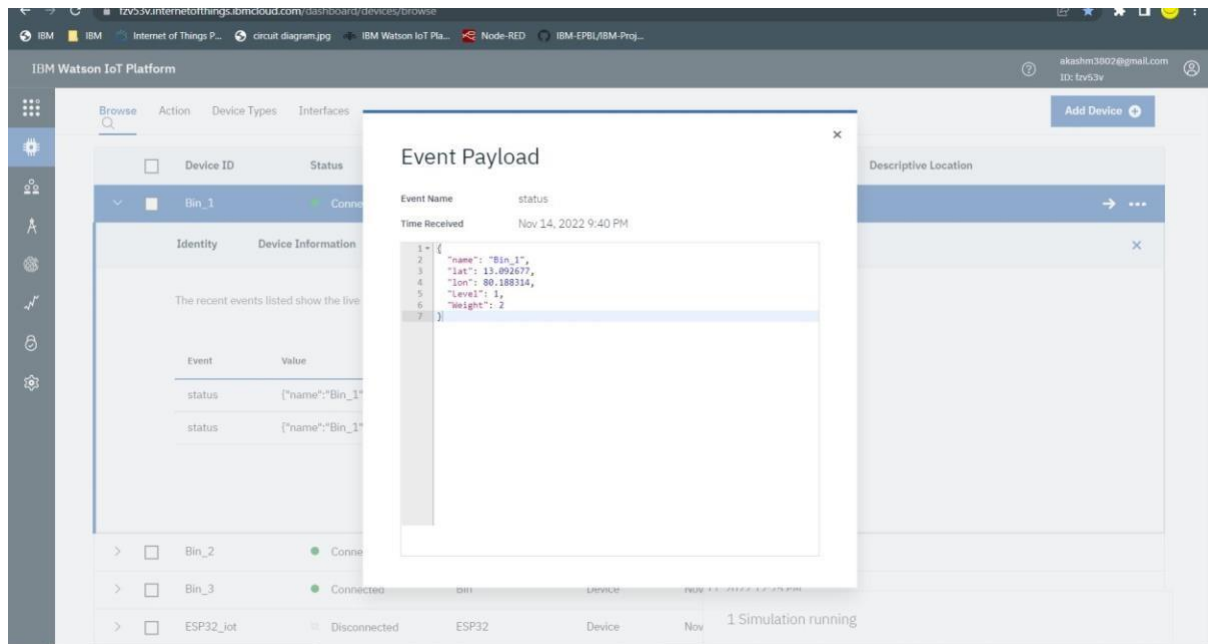 fzv53v.internetofthings.ibmcloud.com/dashboard/devices/browse
IBM IBM Internet of Things P... circuit diagram.jpg IBM Watson IoT Pla... Node-RED IBM-EPBL/IBM-Proj...
IBM Watson IoT Platform
akashm3802@gmail.com
ID: fzv53v
Browse Action Device Types Interfaces
Add Device
Device ID Status Descriptive Location
Bin_1 Conne
Identity Device Information
The recent events listed show the live
Event Value
status {"name":"Bin_1"
status {"name":"Bin_1"
Event Payload
Event Name status
Time Received Nov 14, 2022 9:40 PM
1 {
2 "name": "Bin_1",
3 "lat": 13.092677,
4 "lon": 80.188314,
5 "Level": 1,
6 "Weight": 2
7 }
Bin_2 Conne
Bin_3 Connected Bin Device
ESP32_iot Disconnected ESP32 Device Nov
1 Simulation running